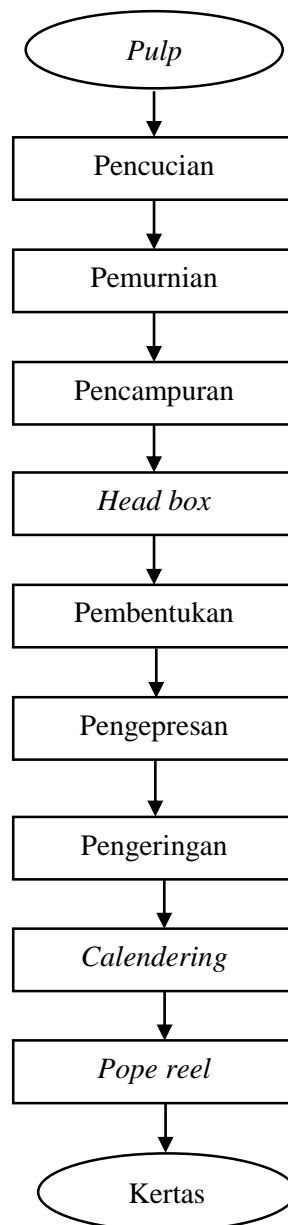 Pulp
Pencucian
Pemurnian
Pencampuran
Head box
Pembentukan
Pengepresan
Pengeringan
Calendering
Pope reel
Kertas